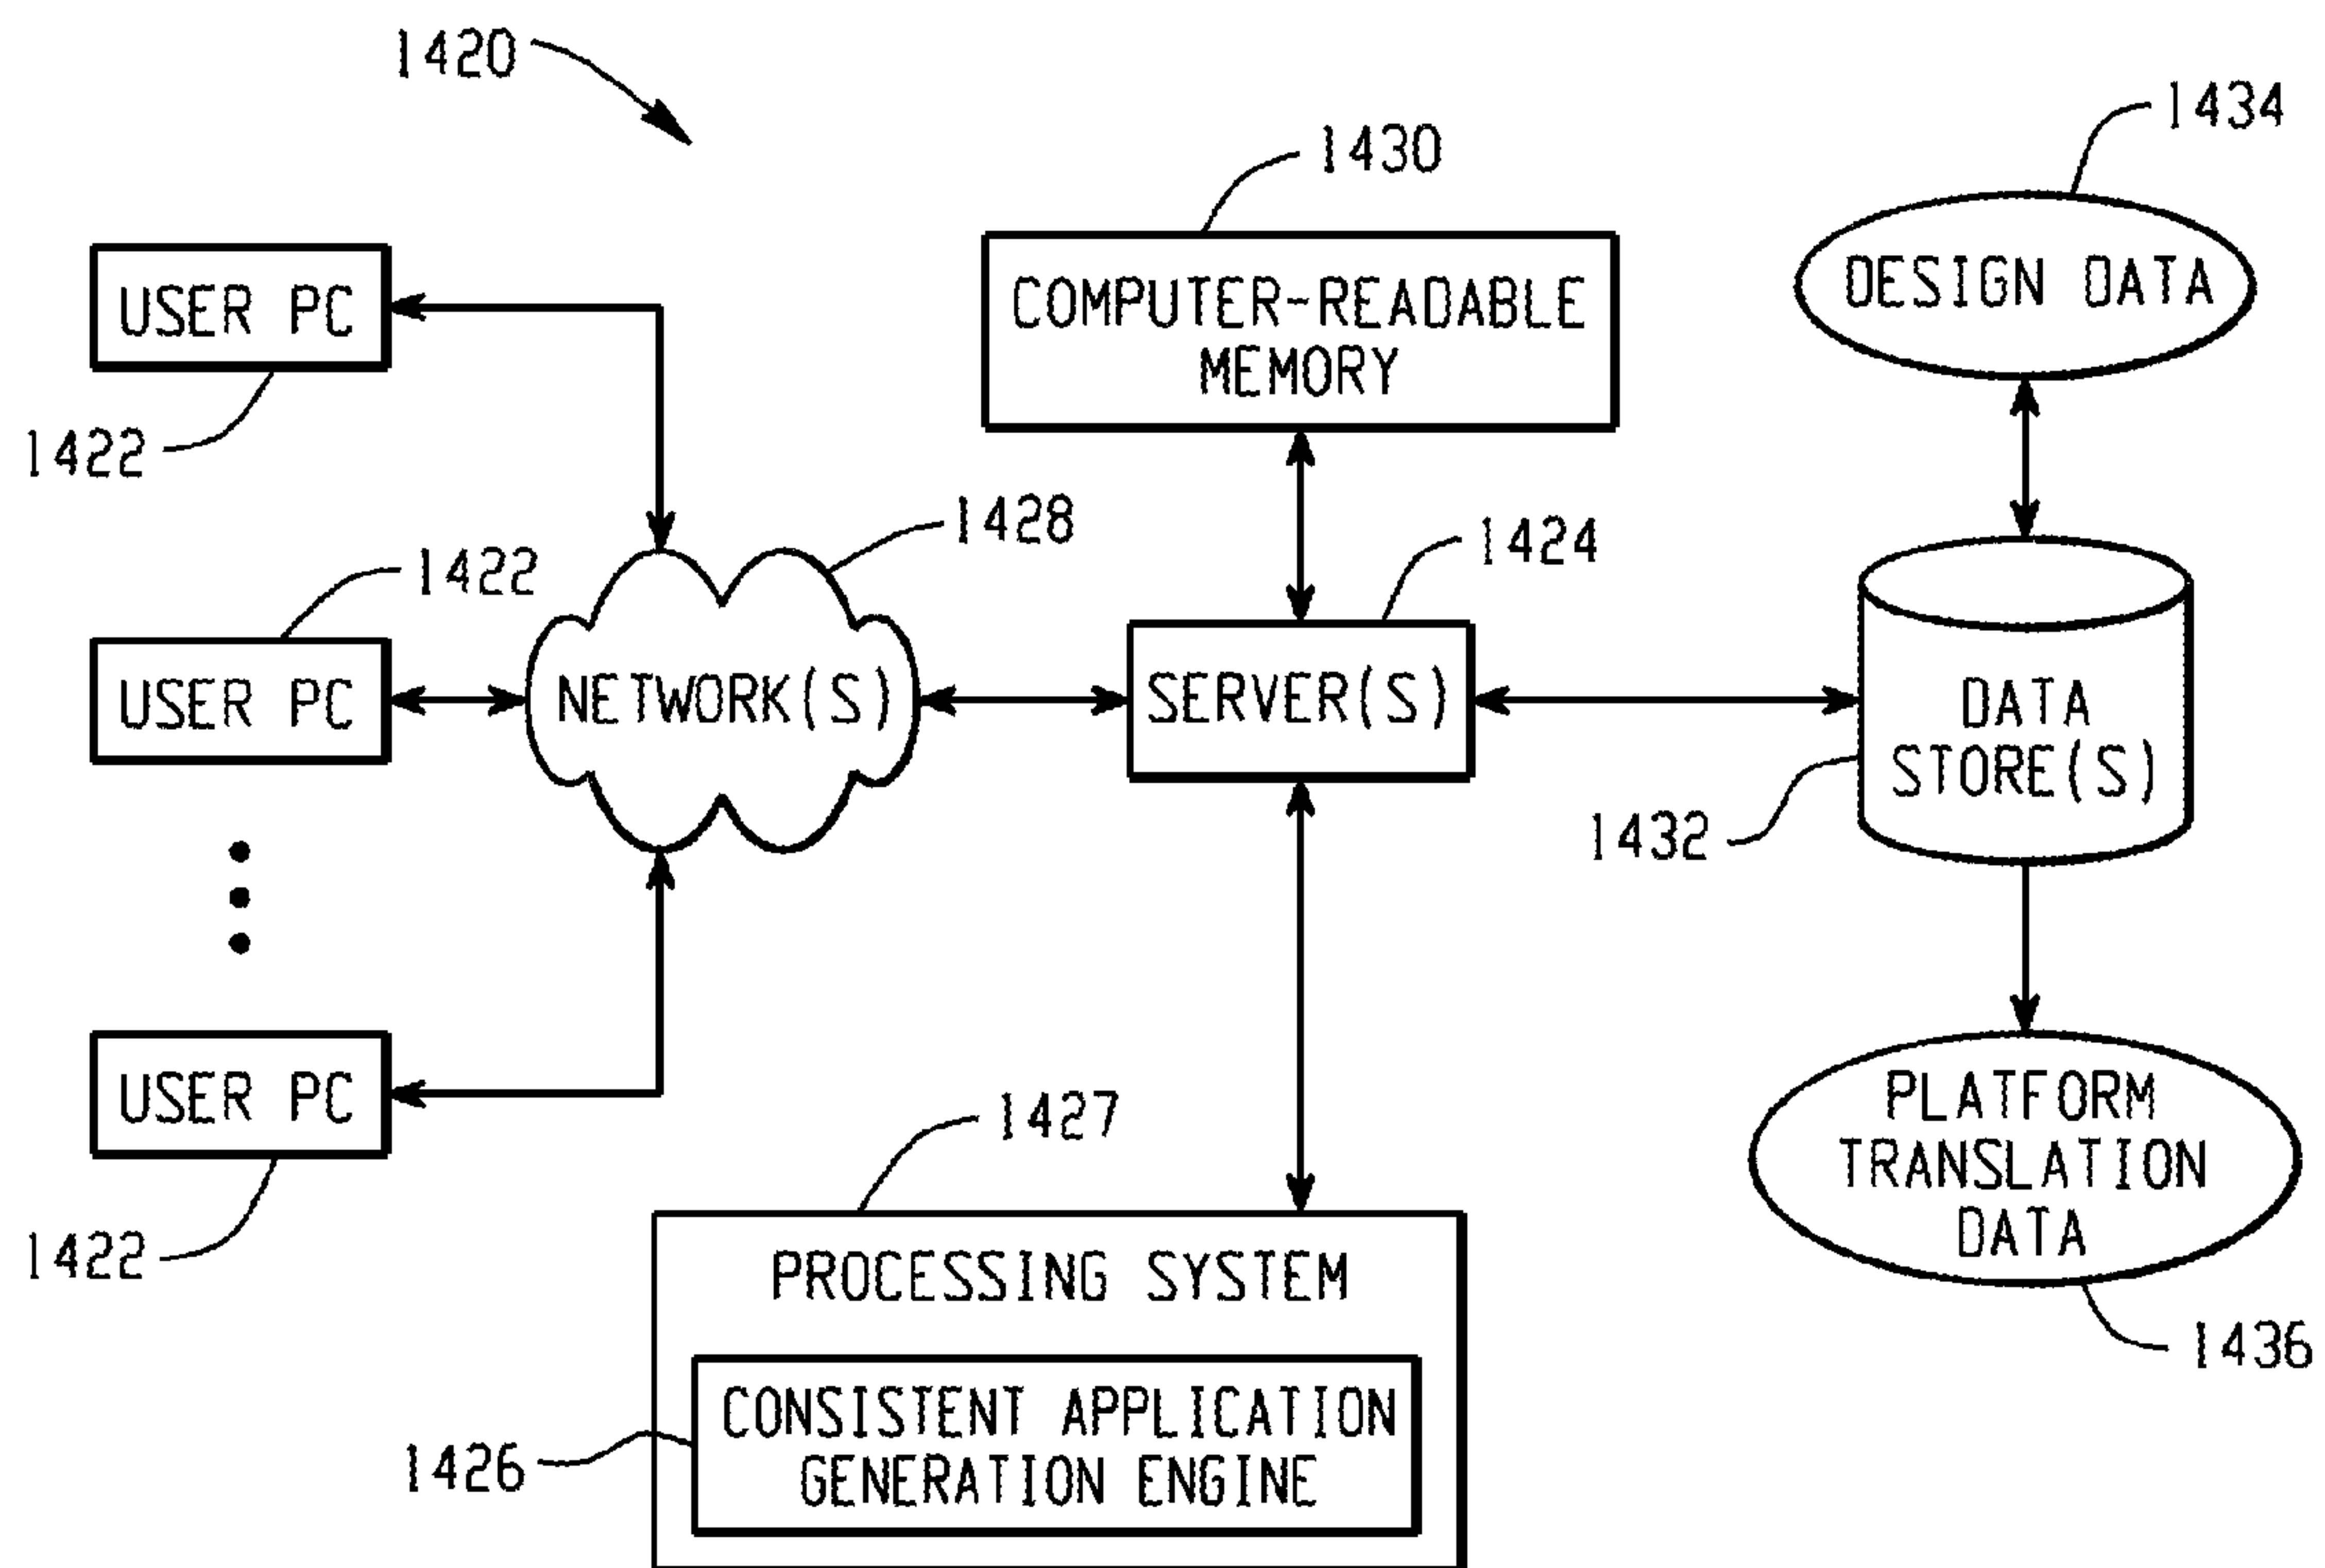 1420
1434
1430
USER PC
COMPUTER-READABLE
MEMORY
DESIGN DATA
1422
1428
1424
1422
USER PC
NETWORK(S)
SERVER(S)
DATA
STORE(S)
1432
USER PC
1427
PLATFORM
TRANSLATION
DATA
1422
PROCESSING SYSTEM
1436
CONSISTENT APPLICATION
GENERATION ENGINE
1426